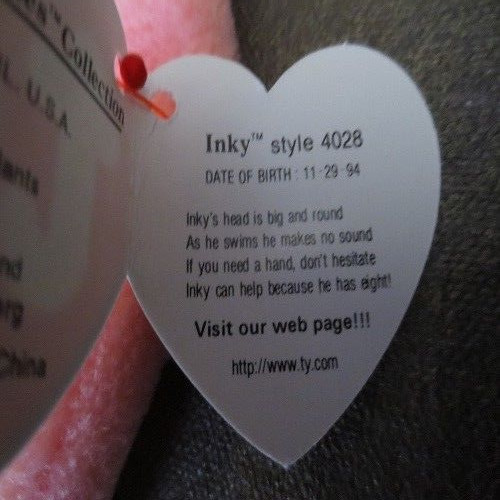 Collection
U.S.A.
China
Inky™ style 4028
DATE OF BIRTH : 11-29-94
Inky's head is big and round
As he swims he makes no sound
If you need a hand, don't hesitate
Inky can help because he has eight!
Visit our web page!!!
http://www.ty.com